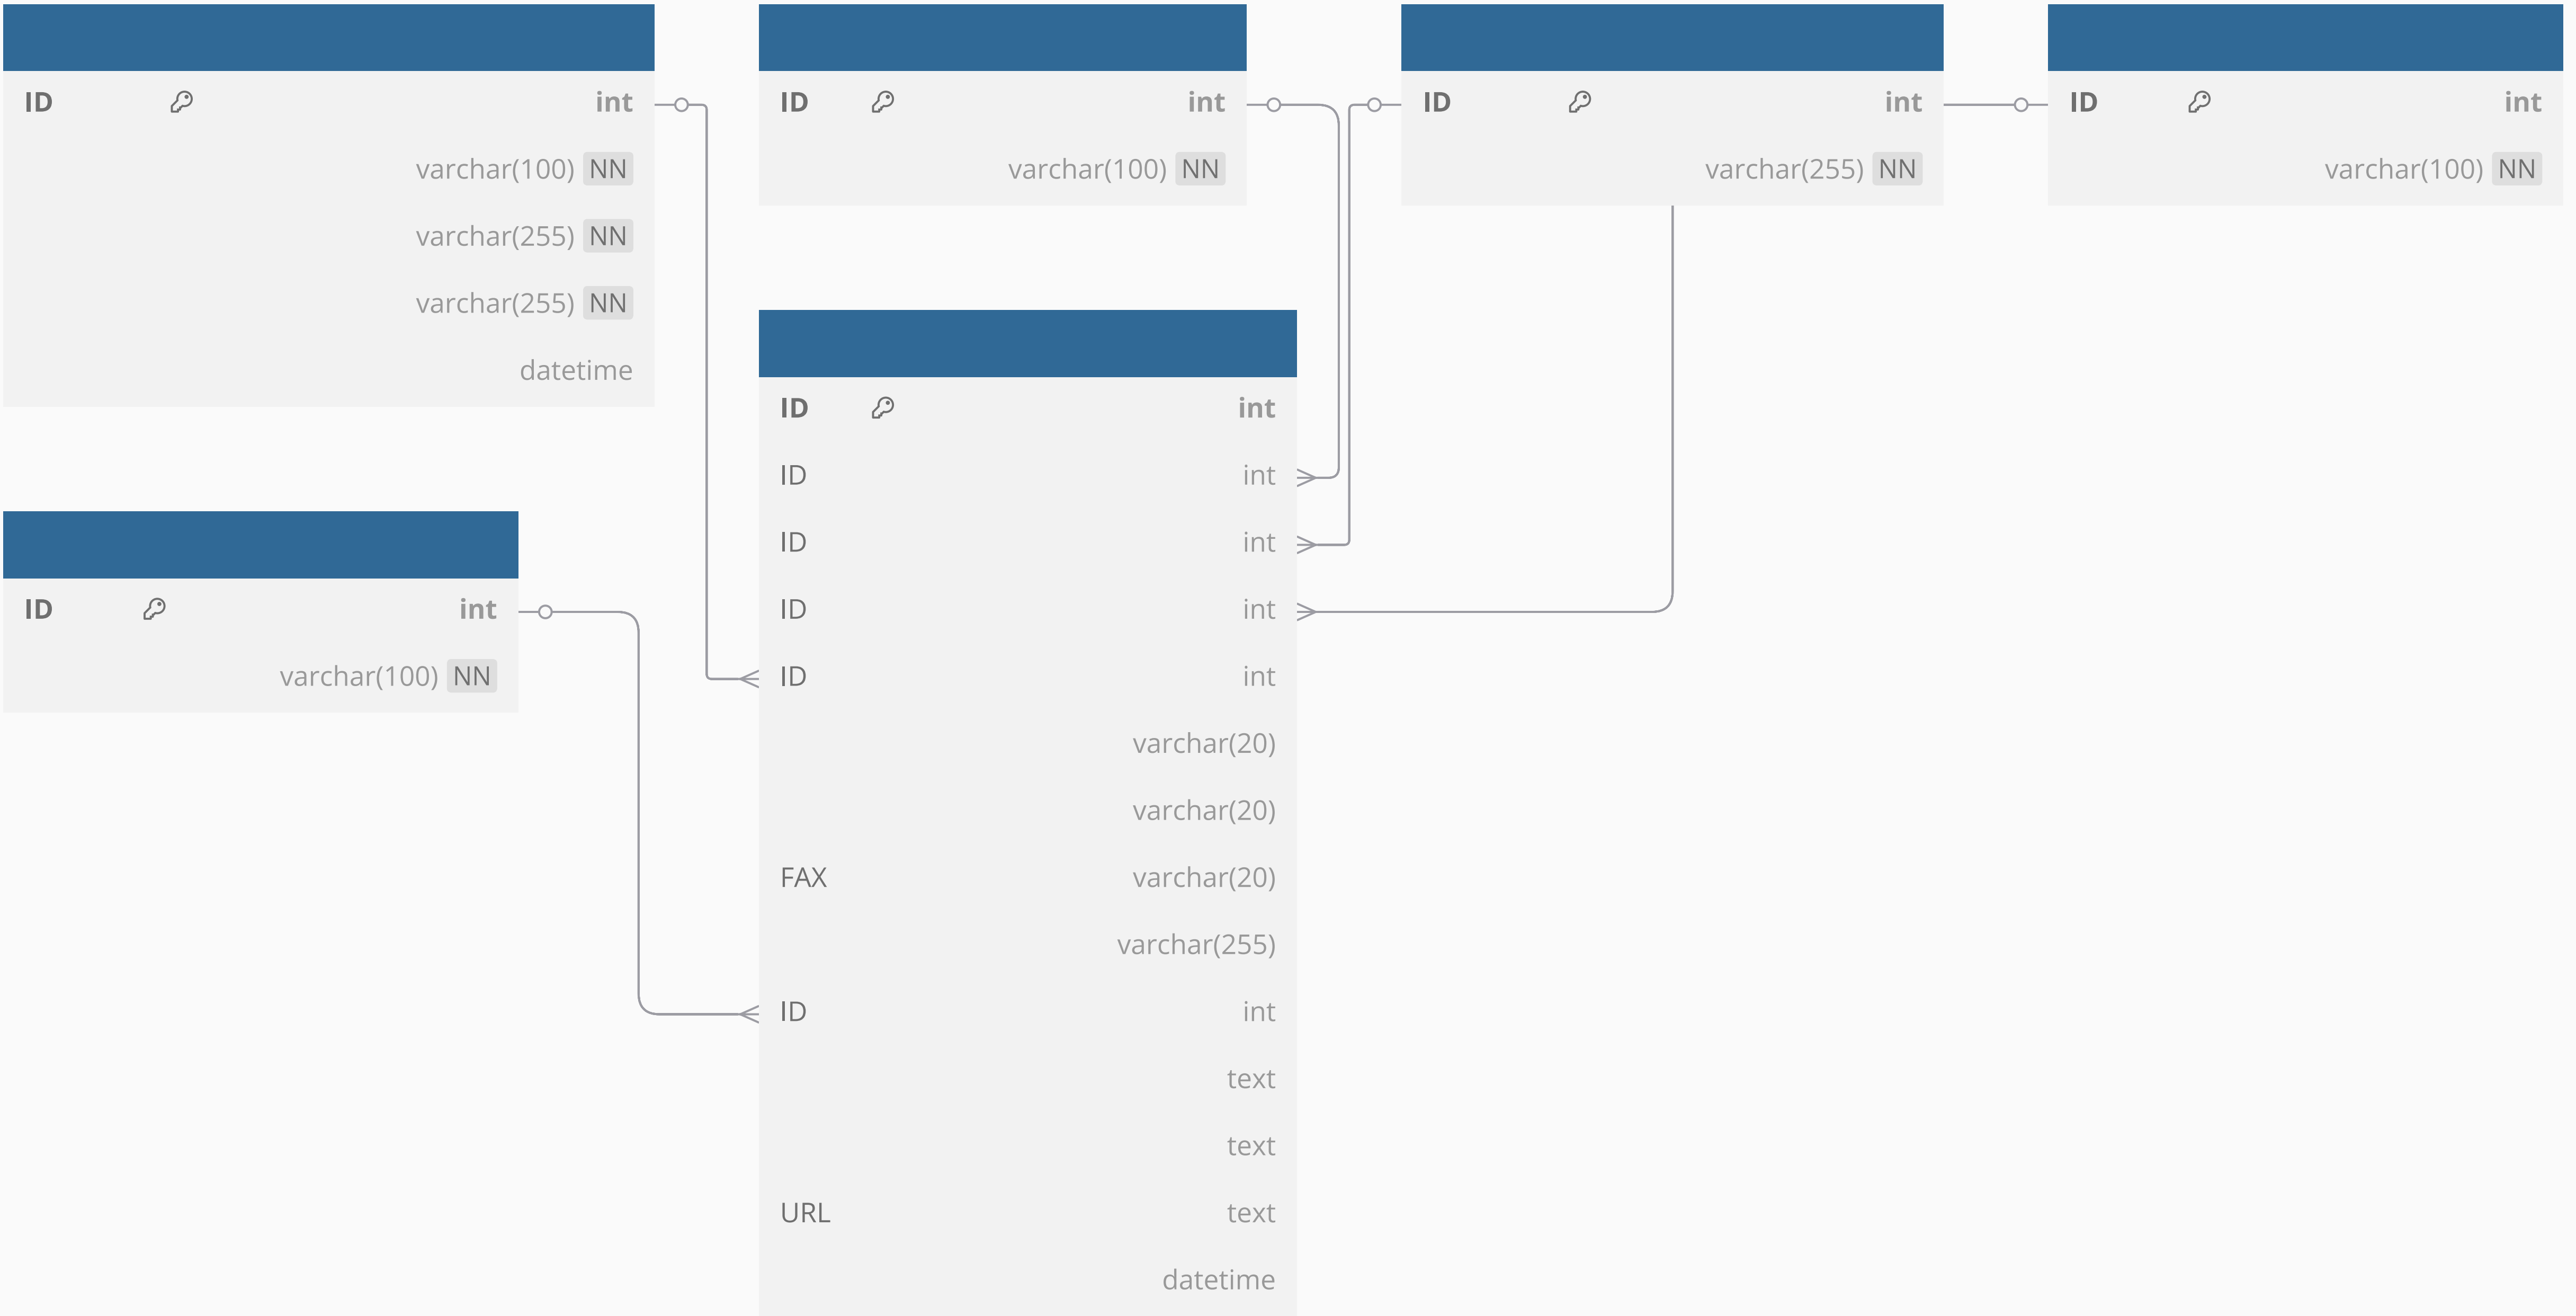 ID int
varchar(100) NN
varchar(255) NN
varchar(255) NN
datetime
ID int
varchar(100) NN
ID int
varchar(255) NN
ID int
varchar(100) NN
ID int
varchar(100) NN
ID int
ID int
ID int
ID int
ID int
varchar(20)
varchar(20)
FAX varchar(20)
varchar(255)
ID int
text
text
URL text
datetime